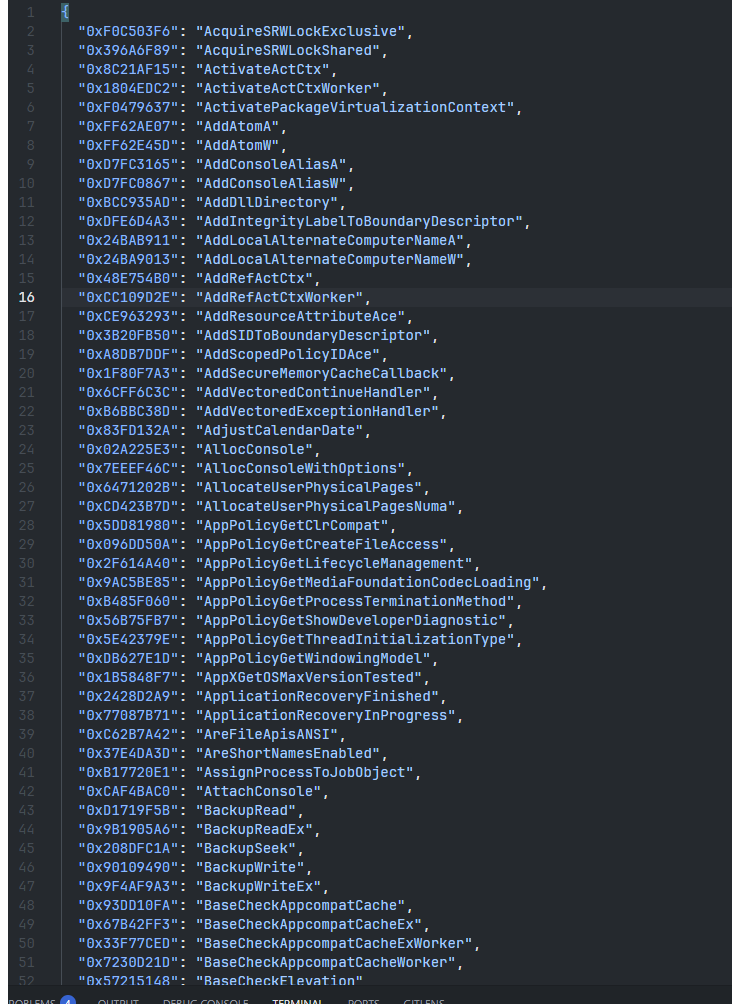 1 {
2 "0xF0C503F6": "AcquireSRWLockExclusive",
3 "0x396A6F89": "AcquireSRWLockShared",
4 "0x8C21AF15": "ActivateActCtx",
5 "0x1804EDC2": "ActivateActCtxWorker",
6 "0xF0479637": "ActivatePackageVirtualizationContext",
7 "0xFF62AE07": "AddAtomA",
8 "0xFF62E45D": "AddAtomW",
9 "0xD7FC3165": "AddConsoleAliasA",
10 "0xD7FC0867": "AddConsoleAliasW",
11 "0xBCC935AD": "AddDllDirectory",
12 "0xDFE6D4A3": "AddIntegrityLabelToBoundaryDescriptor",
13 "0x24BAB911": "AddLocalAlternateComputerNameA",
14 "0x24BA9013": "AddLocalAlternateComputerNameW",
15 "0x48E754B0": "AddRefActCtx",
16 "0xCC109D2E": "AddRefActCtxWorker",
17 "0xCE963293": "AddResourceAttributeAce",
18 "0x3B20FB50": "AddSIDToBoundaryDescriptor",
19 "0xA8DB7DDF": "AddScopedPolicyIDAce",
20 "0x1F80F7A3": "AddSecureMemoryCacheCallback",
21 "0x6CFF6C3C": "AddVectoredContinueHandler",
22 "0xB6BBC38D": "AddVectoredExceptionHandler",
23 "0x83FD132A": "AdjustCalendarDate",
24 "0x02A225E3": "AllocConsole",
25 "0x7EEEF46C": "AllocConsoleWithOptions",
26 "0x6471202B": "AllocateUserPhysicalPages",
27 "0xCD423B7D": "AllocateUserPhysicalPagesNuma",
28 "0x5DD81980": "AppPolicyGetClrCompat",
29 "0x096DD50A": "AppPolicyGetCreateFileAccess",
30 "0x2F614A40": "AppPolicyGetLifecycleManagement",
31 "0x9AC5BE85": "AppPolicyGetMediaFoundationCodecLoading",
32 "0xB485F060": "AppPolicyGetProcessTerminationMethod",
33 "0x56B75FB7": "AppPolicyGetShowDeveloperDiagnostic",
34 "0x5E42379E": "AppPolicyGetThreadInitializationType",
35 "0xDB627E1D": "AppPolicyGetWindowingModel",
36 "0x1B5848F7": "AppXGetOSMaxVersionTested",
37 "0x2428D2A9": "ApplicationRecoveryFinished",
38 "0x77087B71": "ApplicationRecoveryInProgress",
39 "0xC62B7A42": "AreFileApisANSI",
40 "0x37E4DA3D": "AreShortNamesEnabled",
41 "0xB17720E1": "AssignProcessToJobObject",
42 "0xCAF4BAC0": "AttachConsole",
43 "0xD1719F5B": "BackupRead",
44 "0x9B1905A6": "BackupReadEx",
45 "0x208DFC1A": "BackupSeek",
46 "0x90109490": "BackupWrite",
47 "0x9F4AF9A3": "BackupWriteEx",
48 "0x93DD10FA": "BaseCheckAppcompatCache",
49 "0x67B42FF3": "BaseCheckAppcompatCacheEx",
50 "0x33F77CED": "BaseCheckAppcompatCacheExWorker",
51 "0x7230D21D": "BaseCheckAppcompatCacheWorker",
52 "0x57215148": "BaseCheckElevation"
PROBLEMS 4 OUTPUT DEBUG CONSOLE TERMINAL PORTS GITLENS